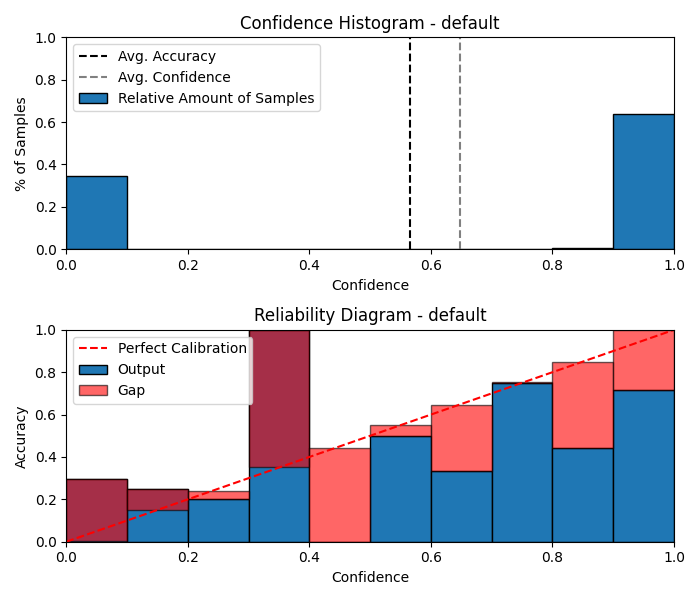 Confidence Histogram - default
1.0
0.8
0.6
0.4
0.2
0.0
% of Samples
Avg. Accuracy
Avg. Confidence
Relative Amount of Samples
0.0 0.2 0.4 0.6 0.8 1.0
Confidence
Reliability Diagram - default
1.0
0.8
0.6
0.4
0.2
0.0
Accuracy
Perfect Calibration
Output
Gap
0.0 0.2 0.4 0.6 0.8 1.0
Confidence